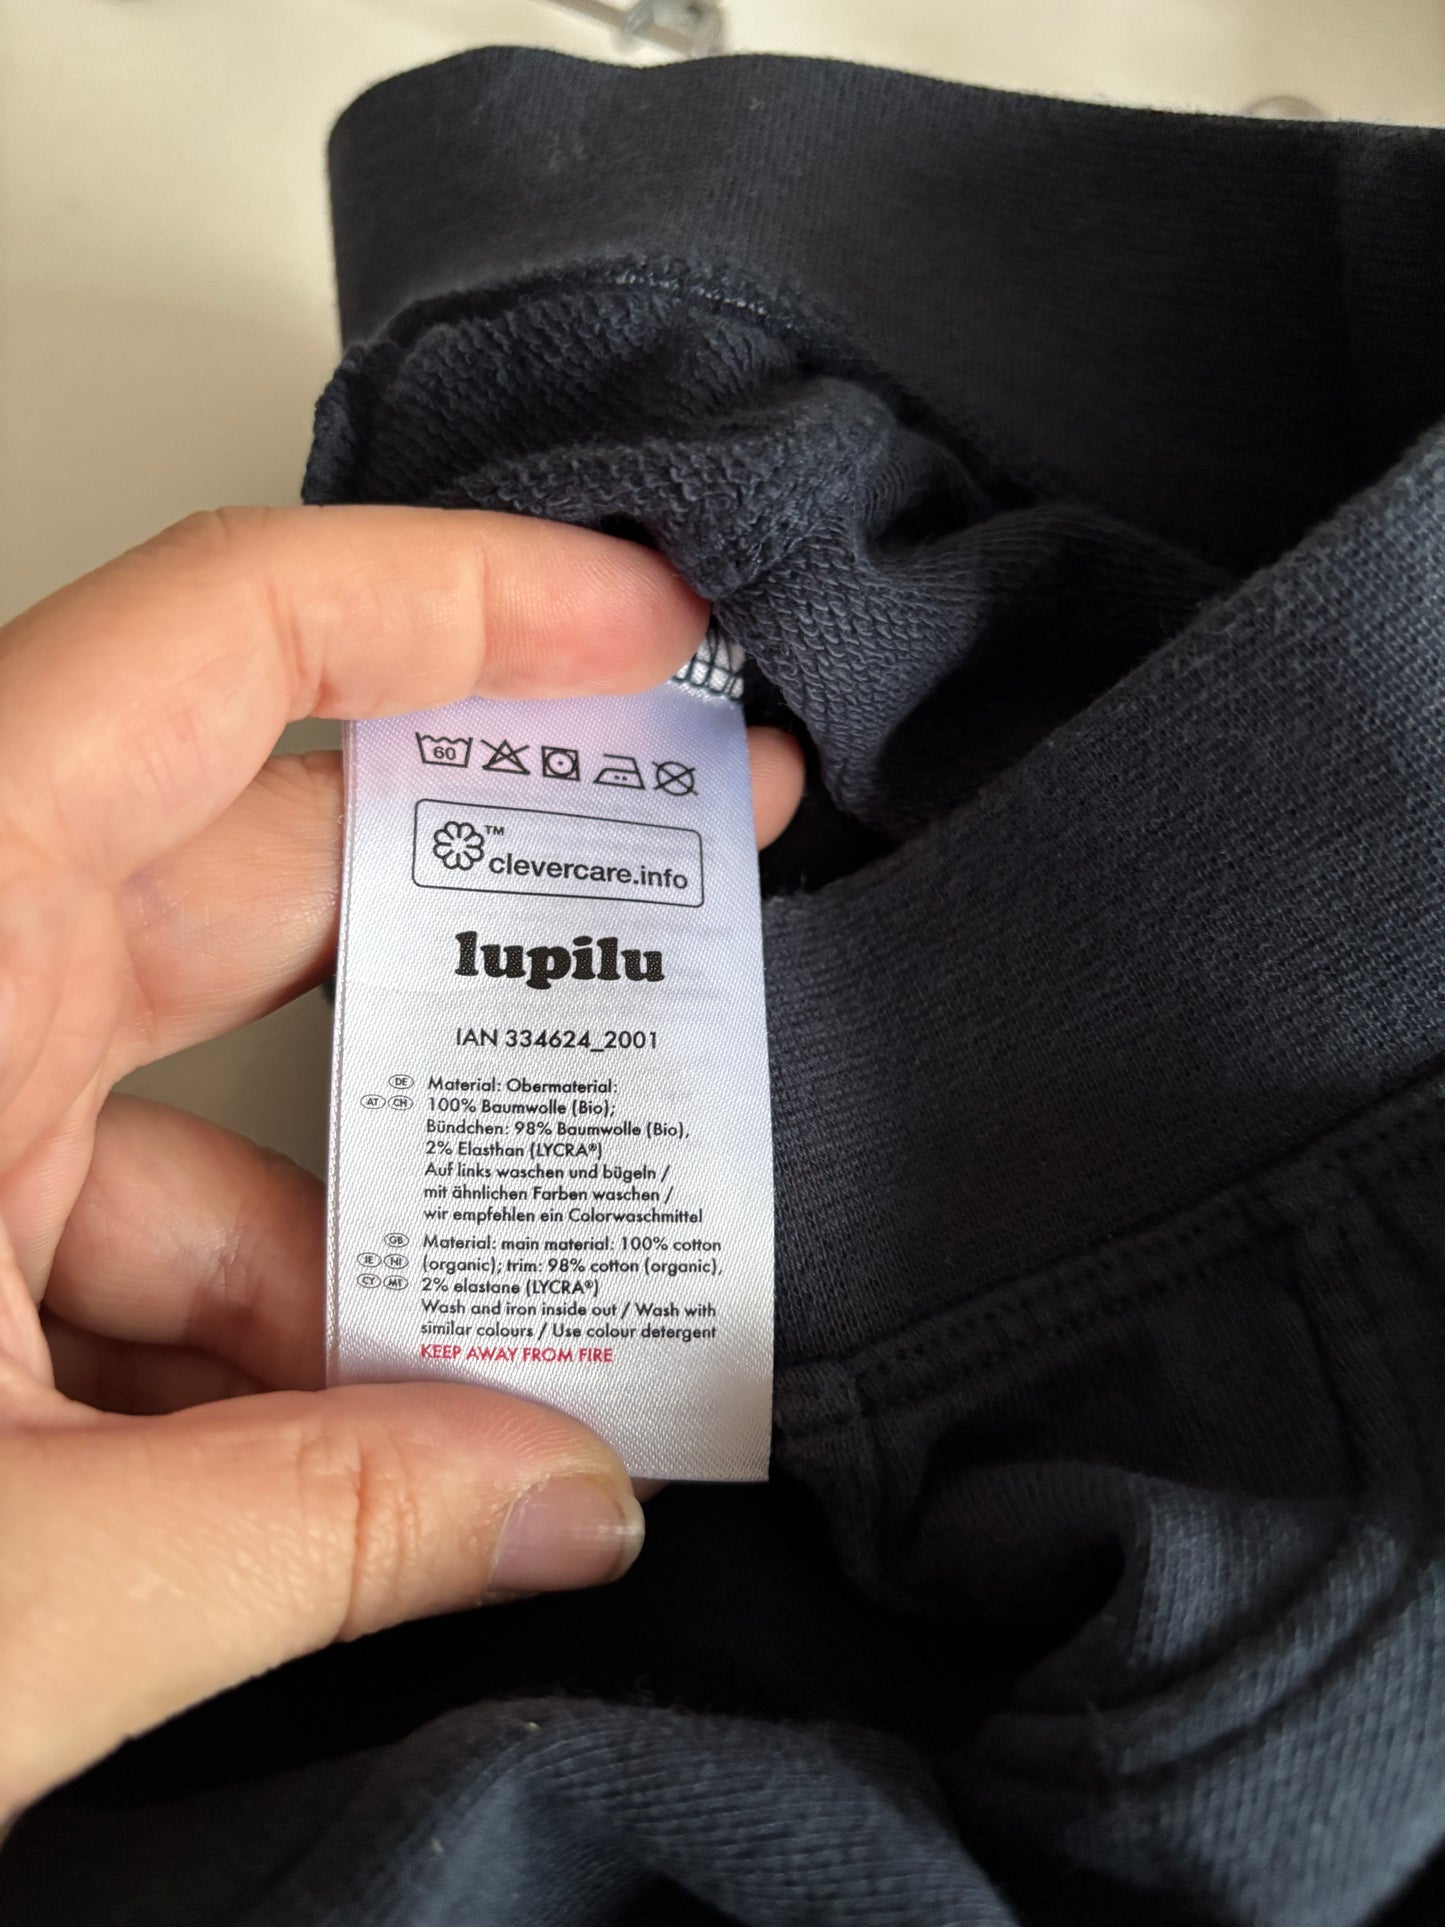 60
™
clevercare.info
lupilu
IAN 334624_2001
DE Material: Obermaterial:
AT CH 100% Baumwolle (Bio);
Bündchen: 98% Baumwolle (Bio),
2% Elasthan (LYCRA®)
Auf links waschen und bügeln /
mit ähnlichen Farben waschen /
wir empfehlen ein Colorwaschmittel
GB Material: main material: 100% cotton
IE NI (organic); trim: 98% cotton (organic),
CY MT 2% elastane (LYCRA®)
Wash and iron inside out / Wash with
similar colours / Use colour detergent
KEEP AWAY FROM FIRE